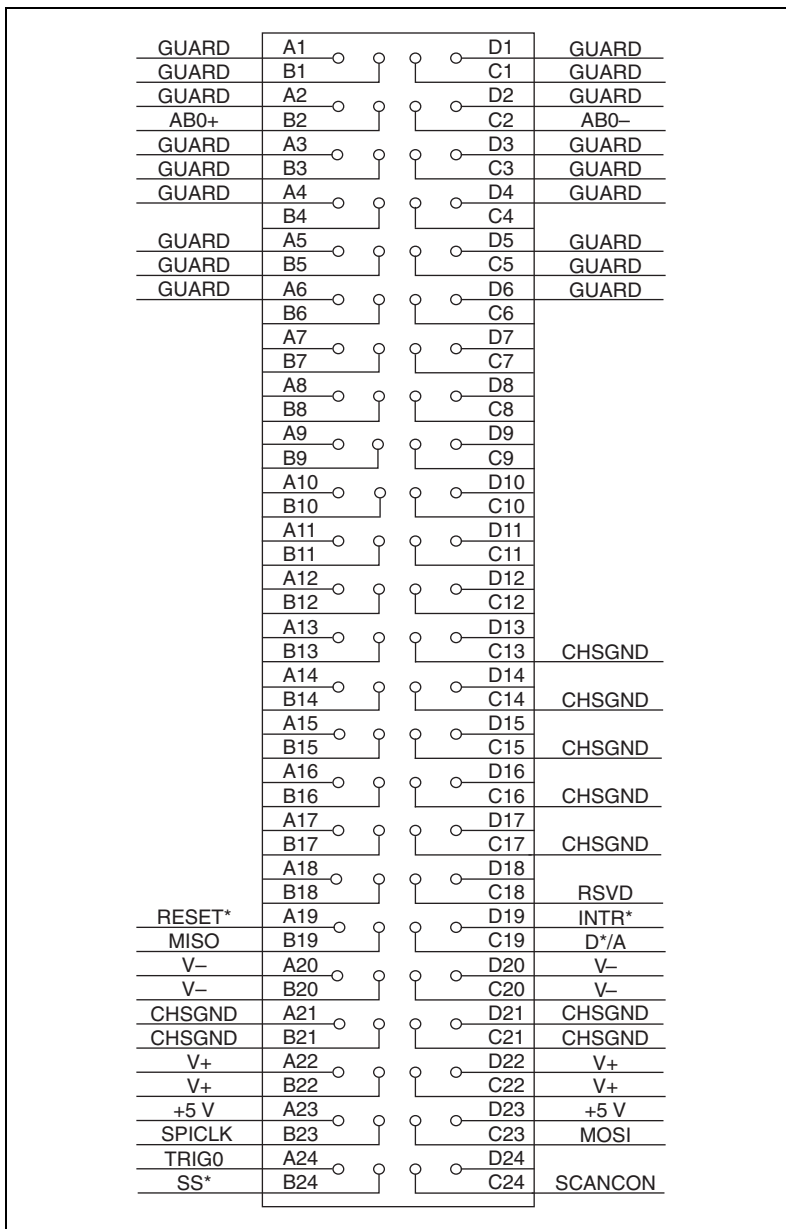 GUARD A1 D1 GUARD
GUARD B1 C1 GUARD
GUARD A2 D2 GUARD
AB0+ B2 C2 AB0–
GUARD A3 D3 GUARD
GUARD B3 C3 GUARD
GUARD A4 D4 GUARD
B4 C4
GUARD A5 D5 GUARD
GUARD B5 C5 GUARD
GUARD A6 D6 GUARD
B6 C6
A7 D7
B7 C7
A8 D8
B8 C8
A9 D9
B9 C9
A10 D10
B10 C10
A11 D11
B11 C11
A12 D12
B12 C12
A13 D13
B13 C13 CHSGND
A14 D14
B14 C14 CHSGND
A15 D15
B15 C15 CHSGND
A16 D16
B16 C16 CHSGND
A17 D17
B17 C17 CHSGND
A18 D18
B18 C18 RSVD
RESET* A19 D19 INTR*
MISO B19 C19 D*/A
V– A20 D20 V–
V– B20 C20 V–
CHSGND A21 D21 CHSGND
CHSGND B21 C21 CHSGND
V+ A22 D22 V+
V+ B22 C22 V+
+5 V A23 D23 +5 V
SPICLK B23 C23 MOSI
TRIG0 A24 D24
SS* B24 C24 SCANCON